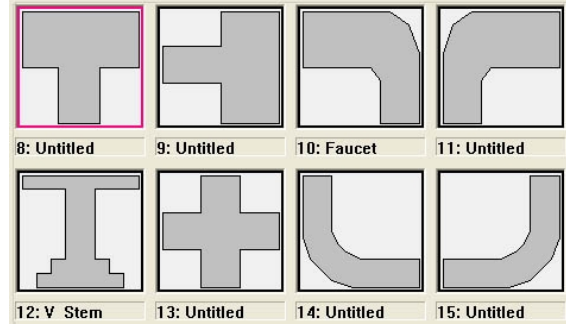 8: Untitled
9: Untitled
10: Faucet
11: Untitled
12: V Stem
13: Untitled
14: Untitled
15: Untitled